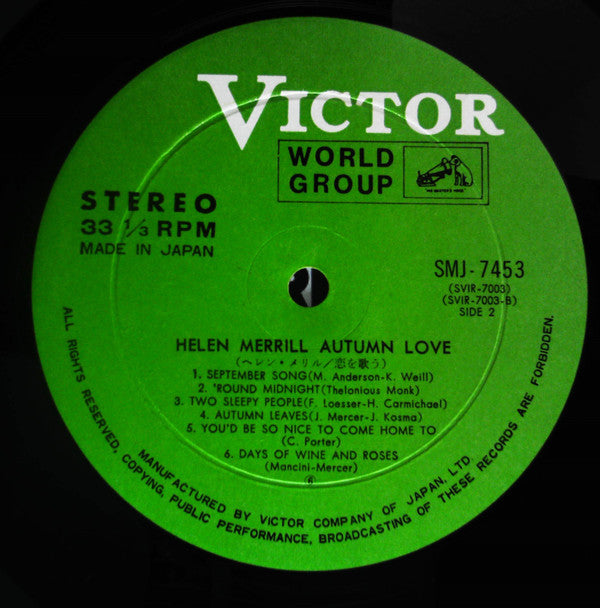 VICTOR
WORLD
GROUP
"HIS MASTER'S VOICE"
STEREO
33 1/3 RPM
MADE IN JAPAN
SMJ-7453
(SVIR-7003)
(SVIR-7003-B)
SIDE 2
HELEN MERRILL AUTUMN LOVE
(ヘレン・メリル/恋を歌う)
1. SEPTEMBER SONG(M. Anderson-K. Weill)
2. 'ROUND MIDNIGHT(Thelonious Monk)
3. TWO SLEEPY PEOPLE(F. Loesser-H. Carmichael)
4. AUTUMN LEAVES(J. Mercer-J. Kosma)
5. YOU'D BE SO NICE TO COME HOME TO
(C. Porter)
6. DAYS OF WINE AND ROSES
(Mancini-Mercer)
MANUFACTURED BY VICTOR COMPANY OF JAPAN, LTD.
ALL RIGHTS RESERVED, COPYING, PUBLIC PERFORMANCE, BROADCASTING OF THESE RECORDS ARE FORBIDDEN.